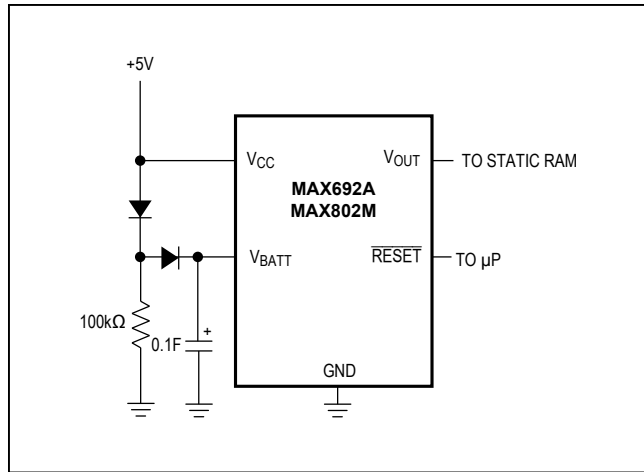 +5V
VCC
VOUT
TO STATIC RAM
MAX692A
MAX802M
VBATT
RESET
TO µP
100kΩ
0.1F
+
GND